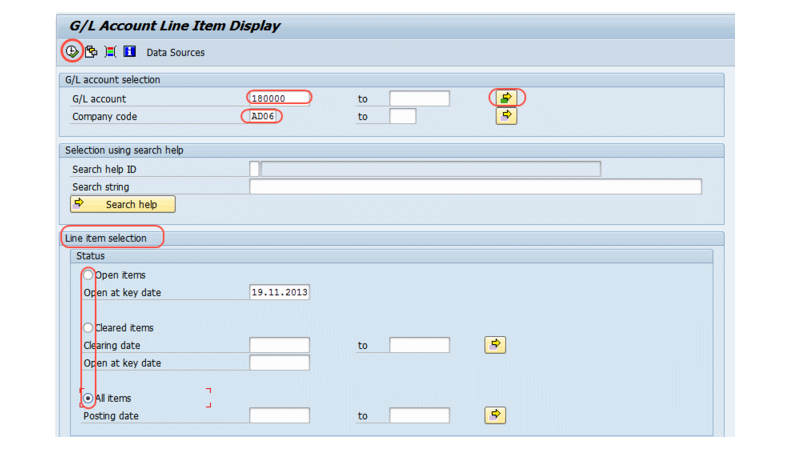 G/L Account Line Item Display
Data Sources
G/L account selection
G/L account 180000 to
Company code AD06 to
Selection using search help
Search help ID
Search string
Search help
Line item selection
Status
Open items
Open at key date 19.11.2013
Cleared items
Clearing date to
Open at key date
All items
Posting date to